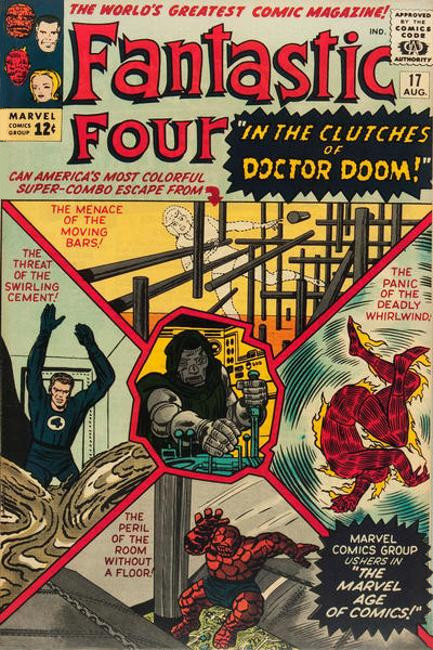 THE WORLD'S GREATEST COMIC MAGAZINE!
APPROVED
BY THE
COMICS
CODE
AUTHORITY
IND.
Fantastic
Four
17
AUG.
MARVEL
COMICS
GROUP
12¢
"IN THE CLUTCHES
OF
DOCTOR DOOM!"
CAN AMERICA'S MOST COLORFUL
SUPER-COMBO ESCAPE FROM
THE MENACE
OF THE
MOVING
BARS!
THE
THREAT
OF THE
SWIRLING
CEMENT!
THE
PANIC
OF THE
DEADLY
WHIRLWIND!
THE
PERIL
OF THE
ROOM
WITHOUT
A FLOOR!
MARVEL
COMICS GROUP
USHERS IN
"THE
MARVEL
AGE
OF COMICS!"
4